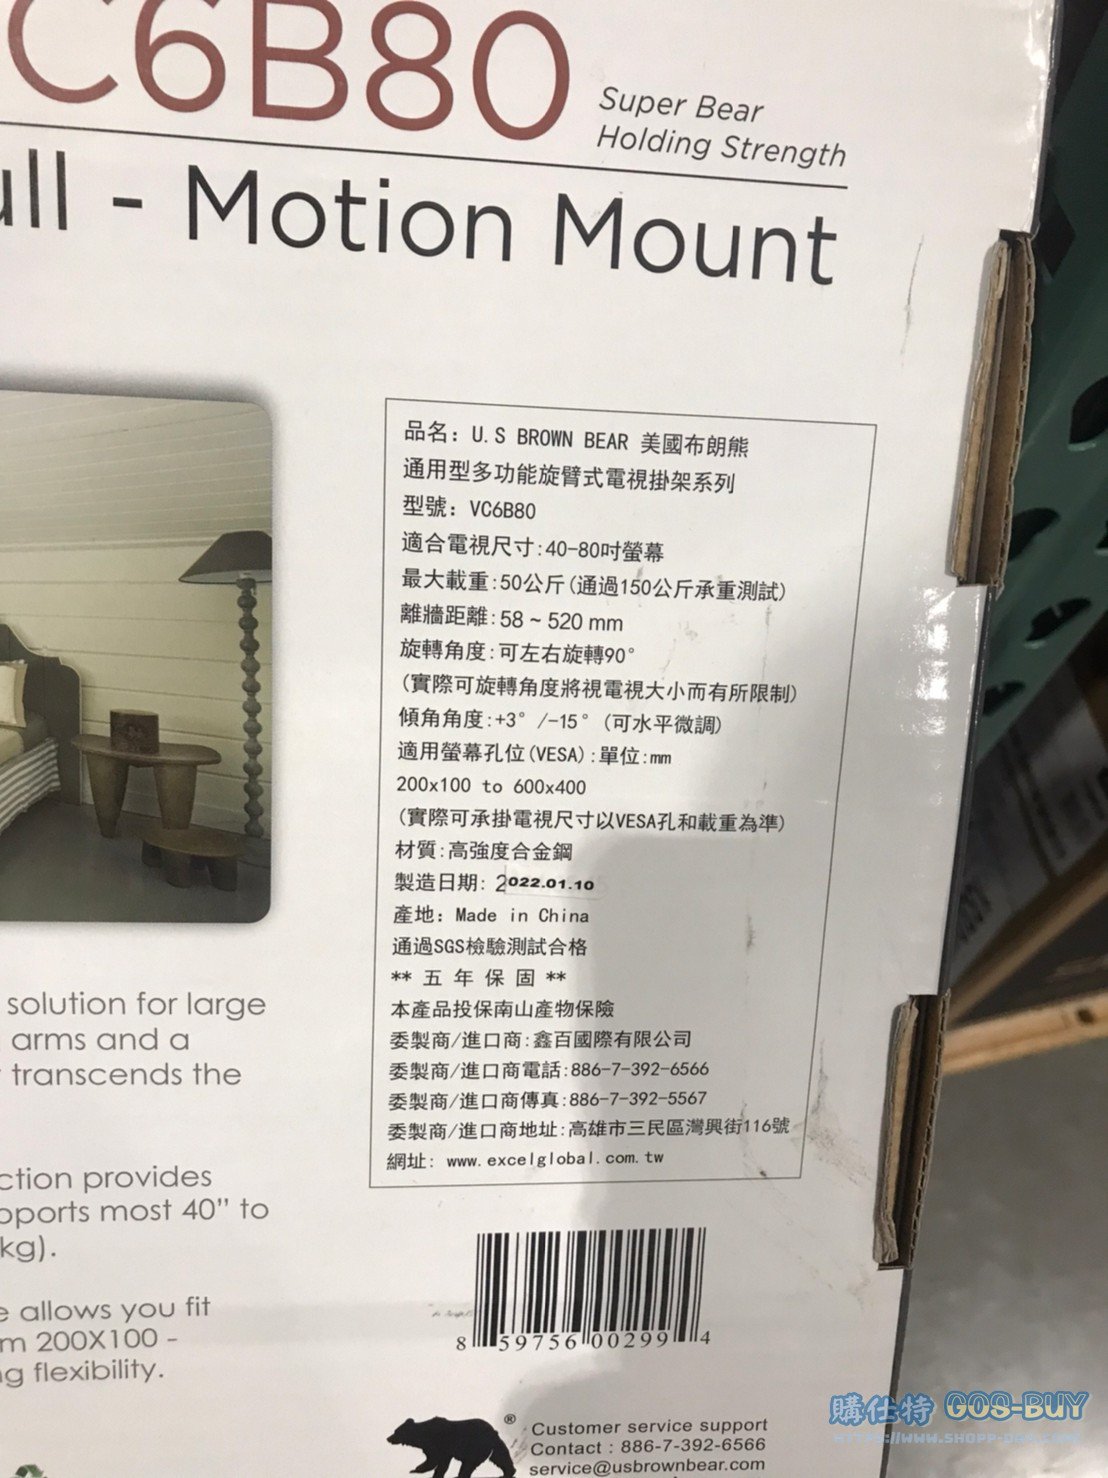 C6B80
Super Bear
Holding Strength
ull - Motion Mount
品名: U.S BROWN BEAR 美國布朗熊
通用型多功能旋臂式電視掛架系列
型號: VC6B80
適合電視尺寸:40-80吋螢幕
最大載重:50公斤(通過150公斤承重測試)
離牆距離:58 ~ 520 mm
旋轉角度:可左右旋轉90°
(實際可旋轉角度將視電視大小而有所限制)
傾角角度:+3° /-15° (可水平微調)
適用螢幕孔位(VESA):單位:mm
200x100 to 600x400
(實際可承掛電視尺寸以VESA孔和載重為準)
材質:高強度合金鋼
製造日期: 2022.01.10
產地: Made in China
通過SGS檢驗測試合格
** 五 年 保 固 **
本產品投保南山產物保險
委製商/進口商:鑫百國際有限公司
委製商/進口商電話:886-7-392-6566
委製商/進口商傳真:886-7-392-5567
委製商/進口商地址:高雄市三民區灣興街116號
網址: www.excelglobal.com.tw
solution for large
arms and a
transcends the
ction provides
pports most 40" to
kg).
e allows you fit
m 200X100 -
g flexibility.
8 59756 00299 4
® Customer service support
Contact : 886-7-392-6566
service@usbrownbear.com
購仕特 GOS-BUY